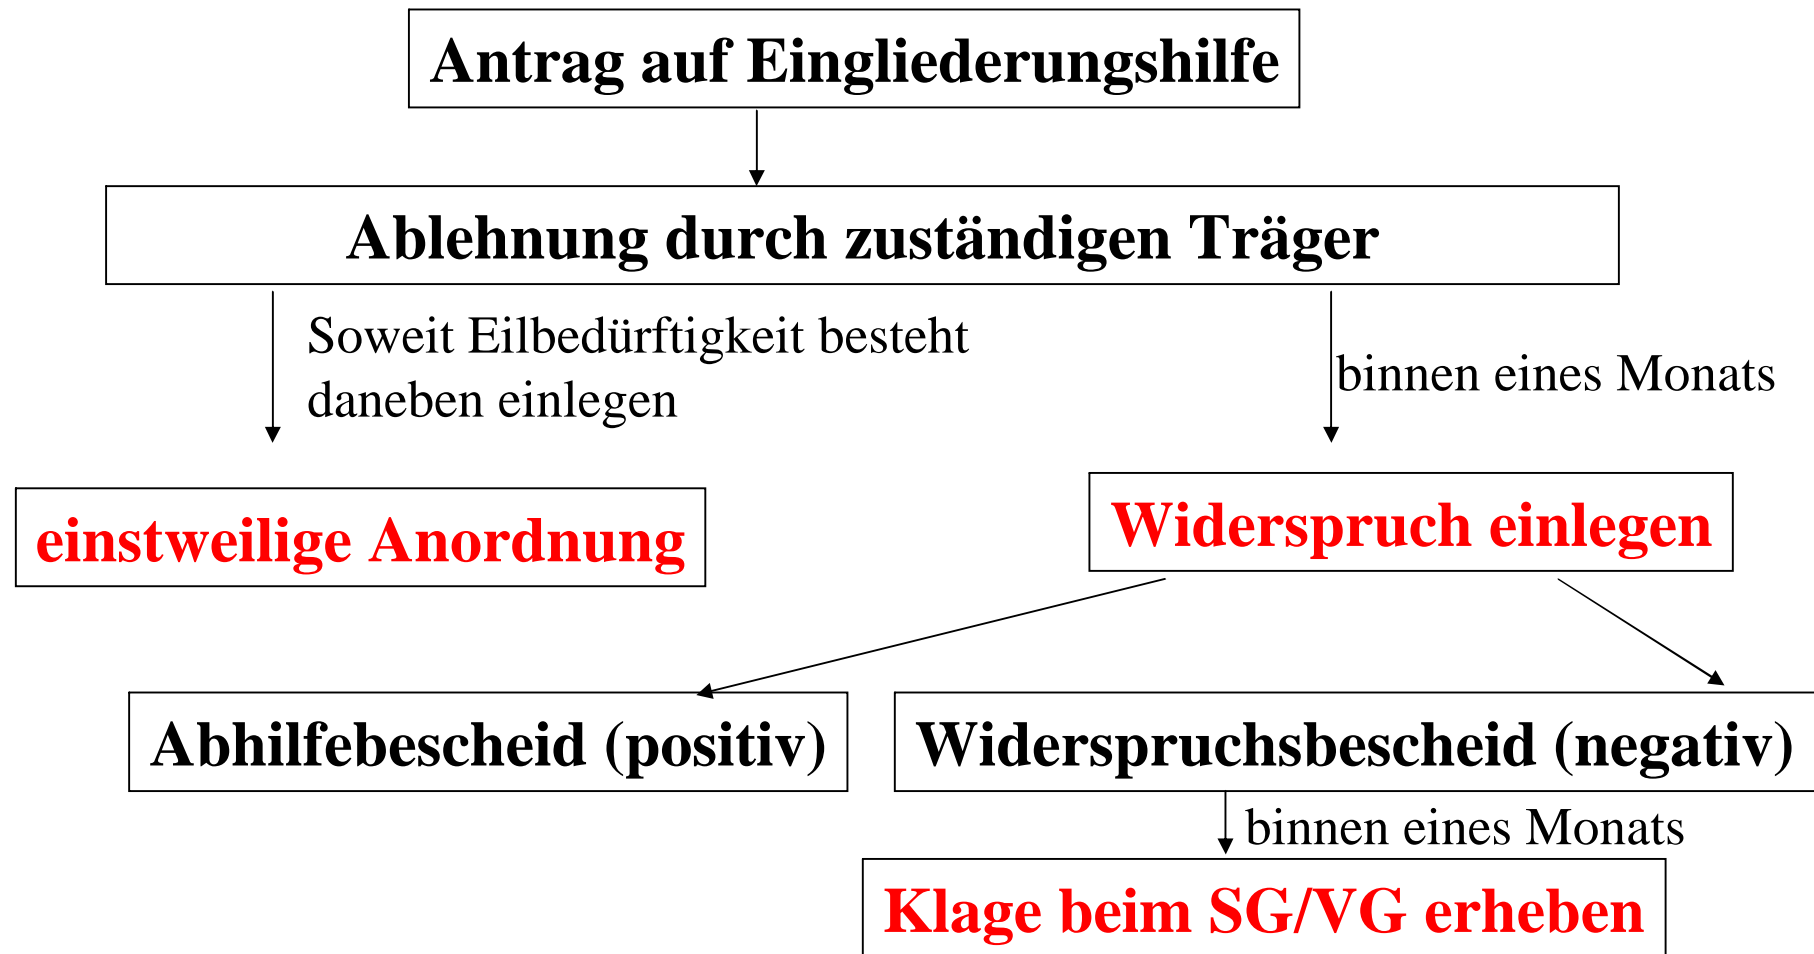 Antrag auf Eingliederungshilfe
Ablehnung durch zuständigen Träger
Soweit Eilbedürftigkeit besteht
daneben einlegen
binnen eines Monats
einstweilige Anordnung
Widerspruch einlegen
Abhilfebescheid (positiv)
Widerspruchsbescheid (negativ)
binnen eines Monats
Klage beim SG/VG erheben